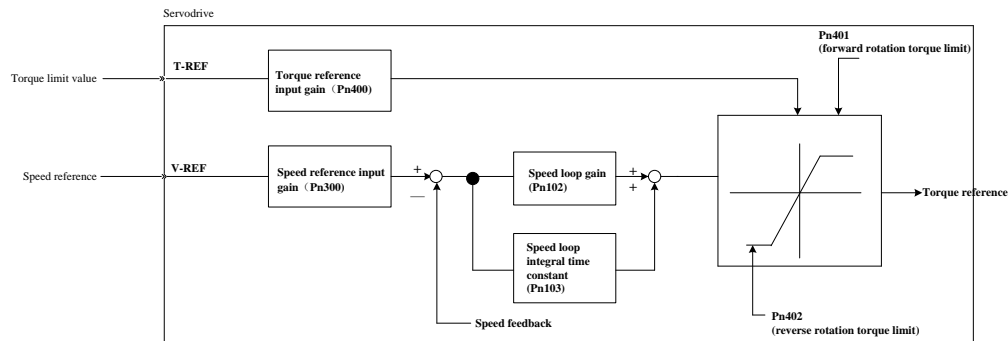 Servodrive
Pn401
(forward rotation torque limit)
T-REF
Torque limit value
Torque reference
input gain（Pn400）
V-REF
Speed reference
Speed reference input
gain（Pn300）
+
—
Speed loop gain
(Pn102)
+
+
Torque reference
Speed loop
integral time
constant
(Pn103)
Speed feedback
Pn402
(reverse rotation torque limit)